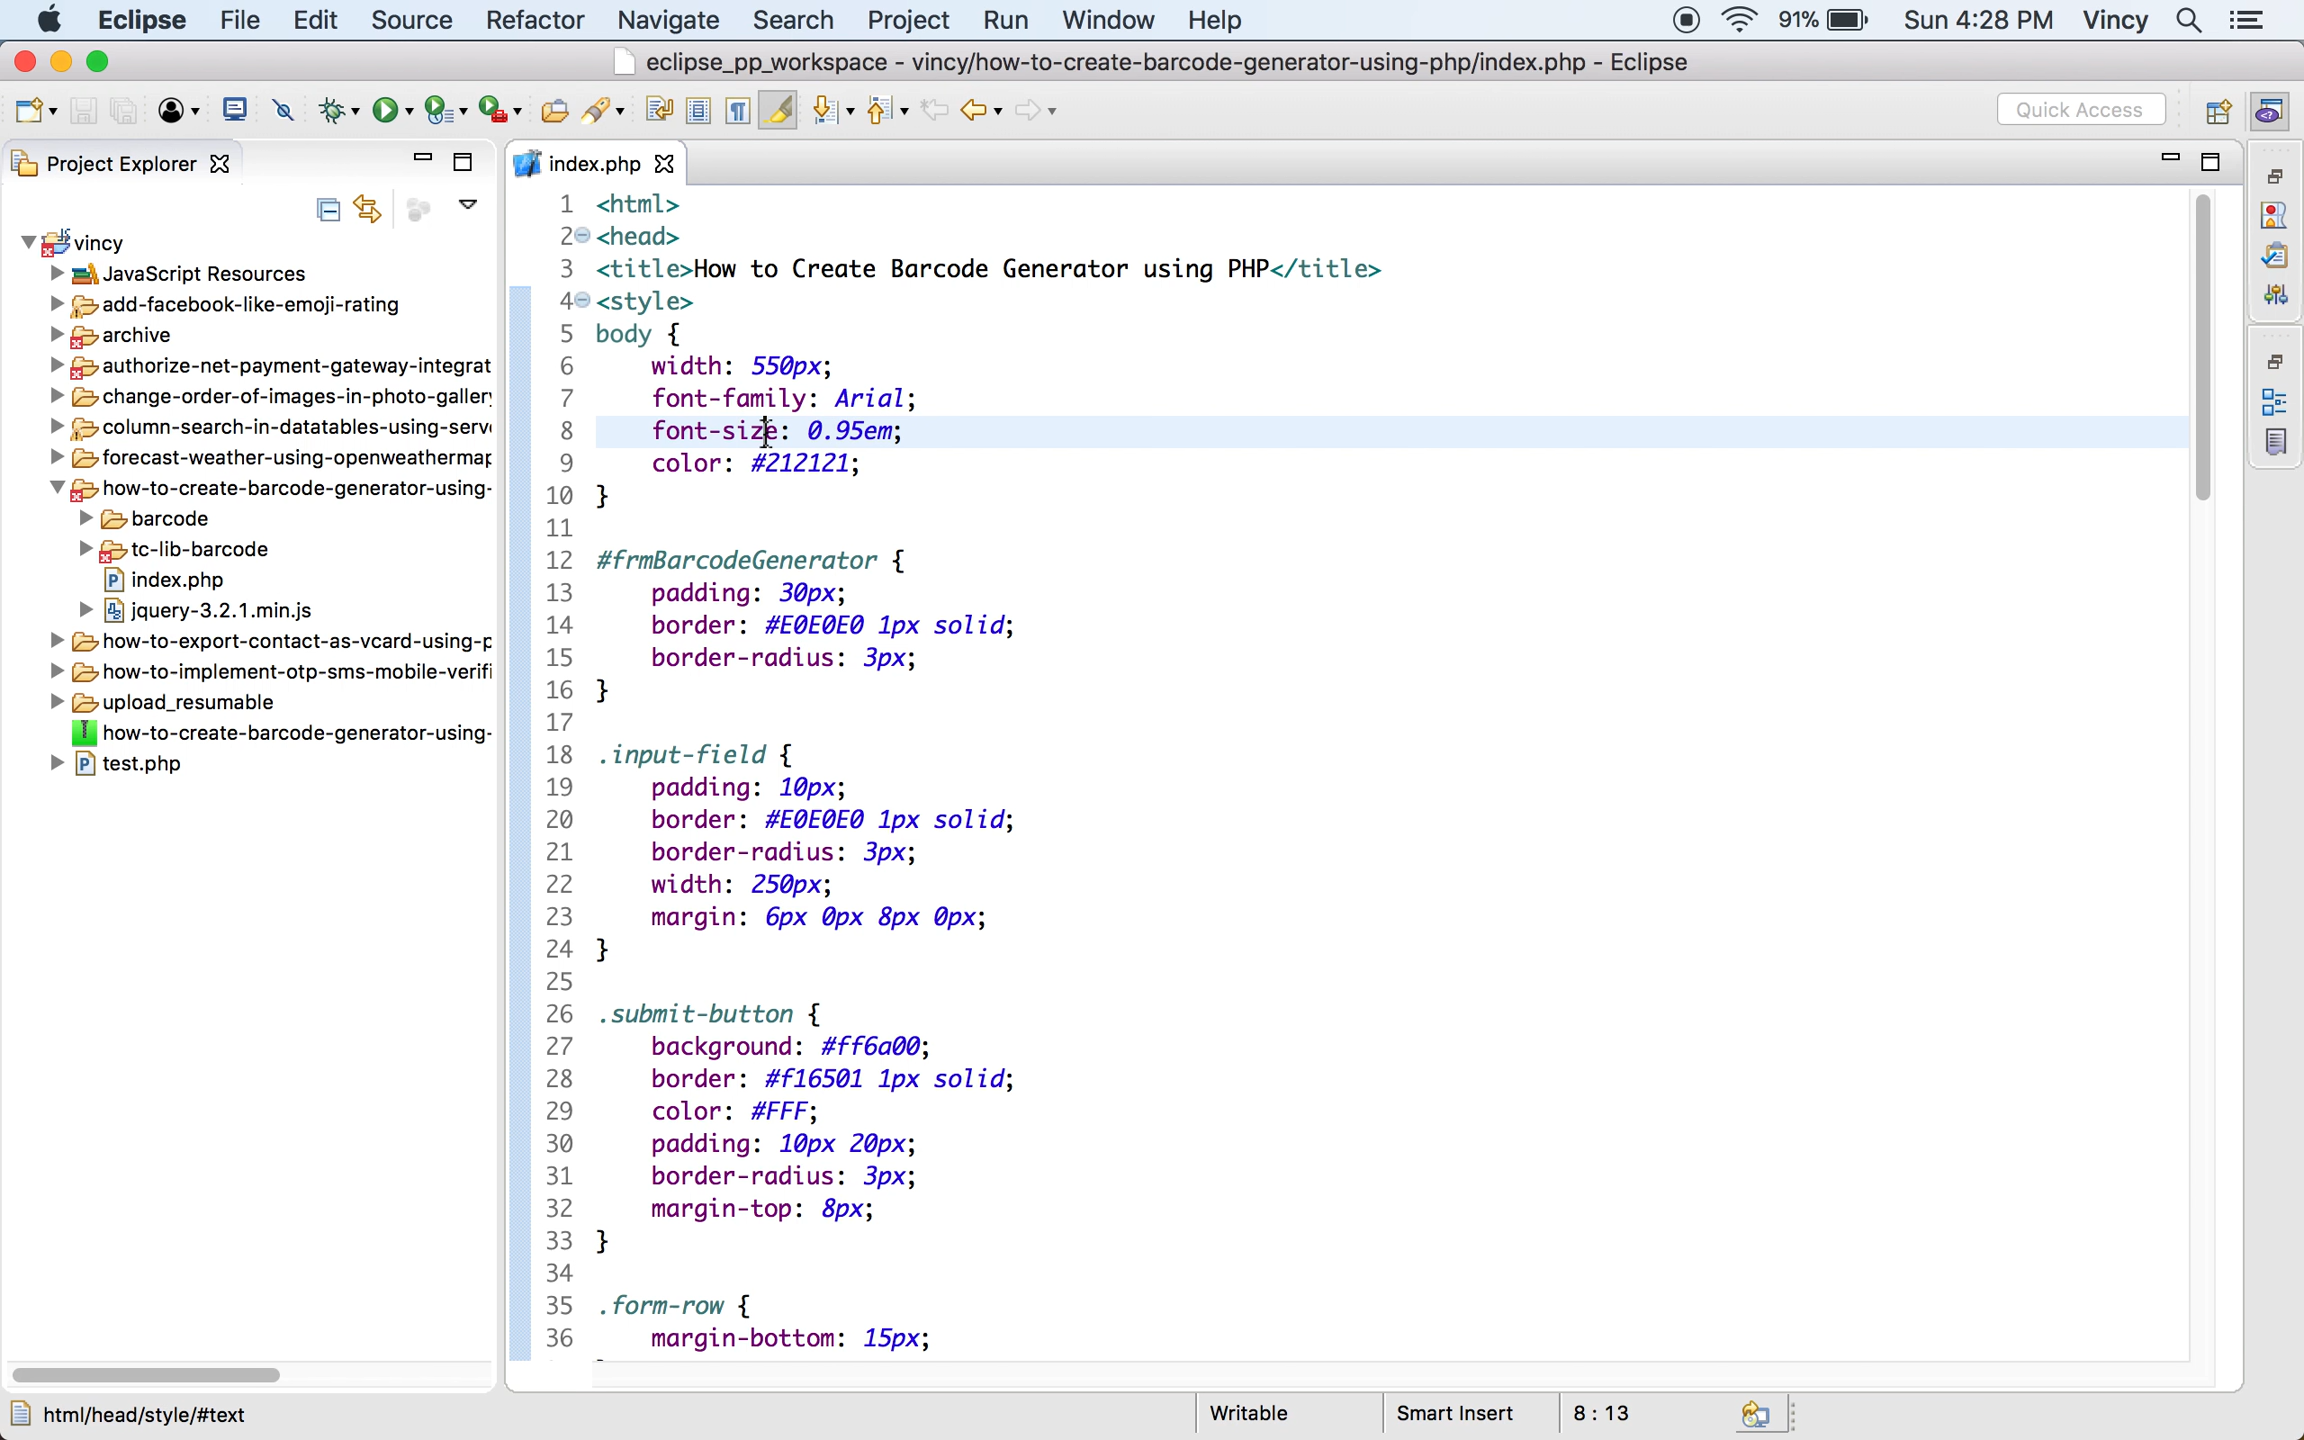 Eclipse File Edit Source Refactor Navigate Search Project Run Window Help 91% Sun 4:28 PM Vincy
eclipse_pp_workspace - vincy/how-to-create-barcode-generator-using-php/index.php - Eclipse
Quick Access
Project Explorer
vincy
JavaScript Resources
add-facebook-like-emoji-rating
archive
authorize-net-payment-gateway-integrat
change-order-of-images-in-photo-gallery
column-search-in-datatables-using-serv
forecast-weather-using-openweathermap
how-to-create-barcode-generator-using-
barcode
tc-lib-barcode
index.php
jquery-3.2.1.min.js
how-to-export-contact-as-vcard-using-p
how-to-implement-otp-sms-mobile-verifi
upload_resumable
how-to-create-barcode-generator-using-
test.php
index.php
1 <html>
2 <head>
3 <title>How to Create Barcode Generator using PHP</title>
4 <style>
5 body {
6 width: 550px;
7 font-family: Arial;
8 font-size: 0.95em;
9 color: #212121;
10 }
11
12 #frmBarcodeGenerator {
13 padding: 30px;
14 border: #E0E0E0 1px solid;
15 border-radius: 3px;
16 }
17
18 .input-field {
19 padding: 10px;
20 border: #E0E0E0 1px solid;
21 border-radius: 3px;
22 width: 250px;
23 margin: 6px 0px 8px 0px;
24 }
25
26 .submit-button {
27 background: #ff6a00;
28 border: #f16501 1px solid;
29 color: #FFF;
30 padding: 10px 20px;
31 border-radius: 3px;
32 margin-top: 8px;
33 }
34
35 .form-row {
36 margin-bottom: 15px;
html/head/style/#text Writable Smart Insert 8 : 13